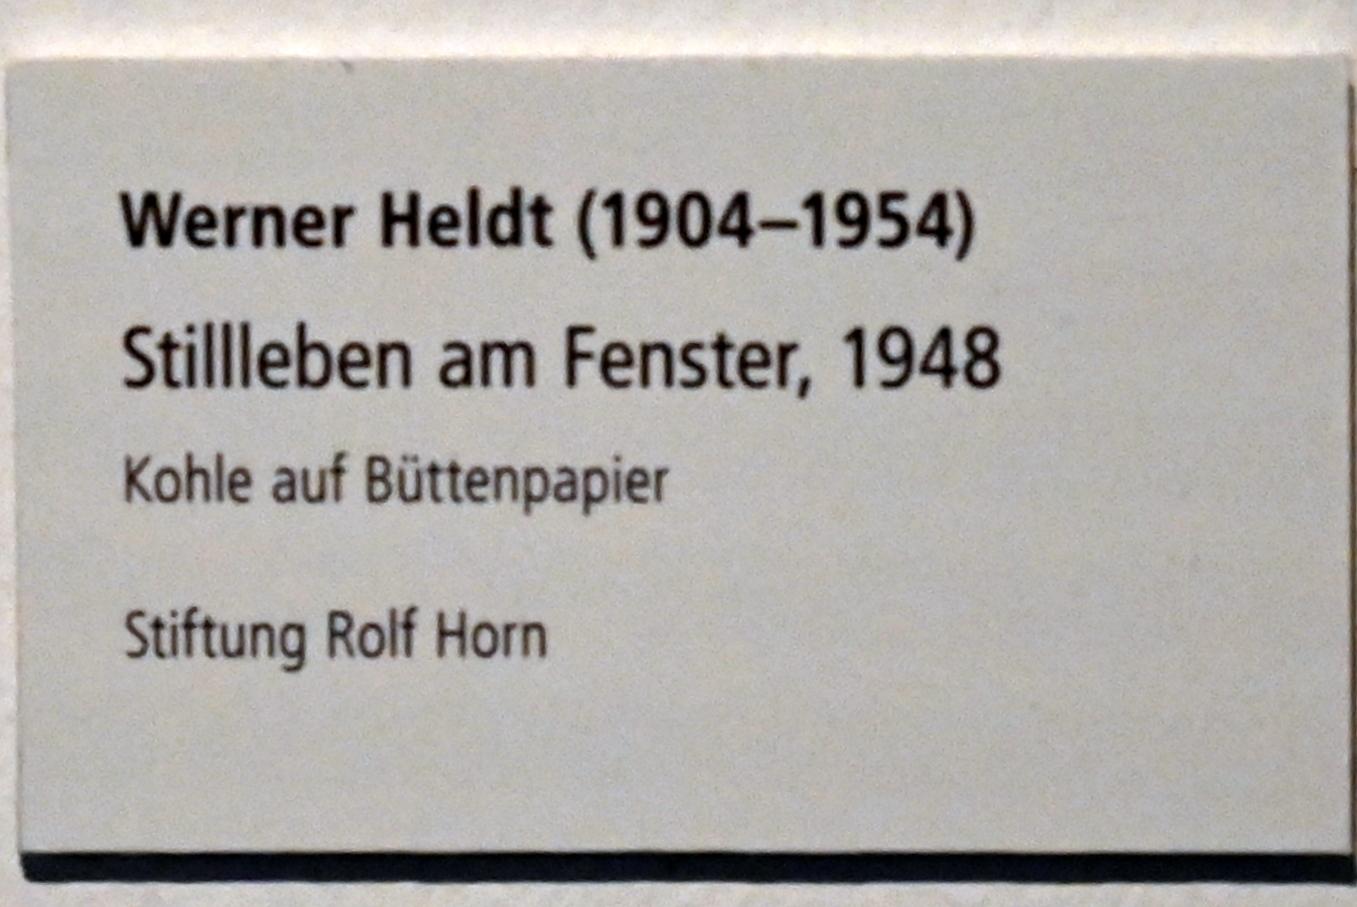 Werner Heldt (1904–1954)
Stillleben am Fenster, 1948
Kohle auf Büttenpapier
Stiftung Rolf Horn